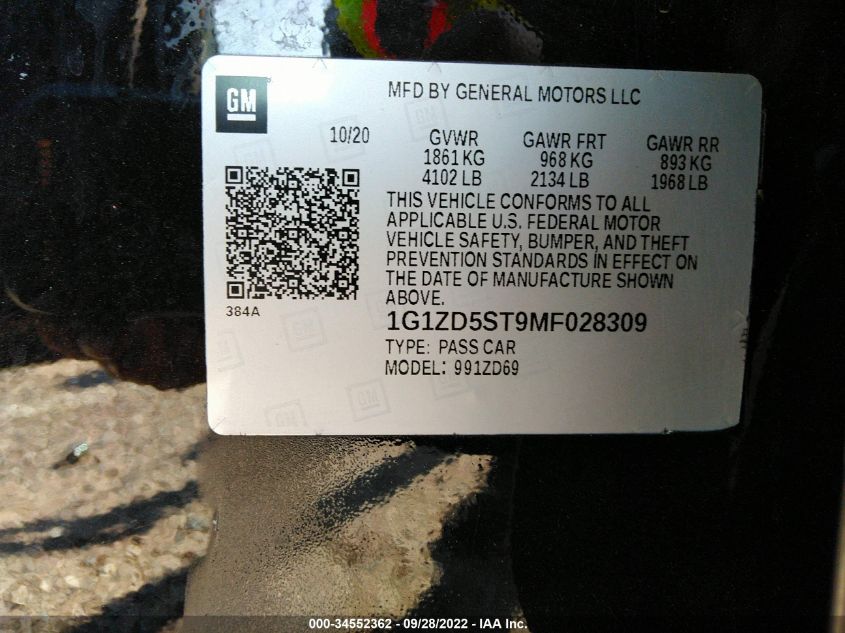 GM
MFD BY GENERAL MOTORS LLC
10/20 GVWR GAWR FRT GAWR RR
1861 KG 968 KG 893 KG
4102 LB 2134 LB 1968 LB
THIS VEHICLE CONFORMS TO ALL
APPLICABLE U.S. FEDERAL MOTOR
VEHICLE SAFETY, BUMPER, AND THEFT
PREVENTION STANDARDS IN EFFECT ON
THE DATE OF MANUFACTURE SHOWN
ABOVE.
384A
1G1ZD5ST9MF028309
TYPE: PASS CAR
MODEL: 991ZD69
000-34552362 - 09/28/2022 - IAA Inc.